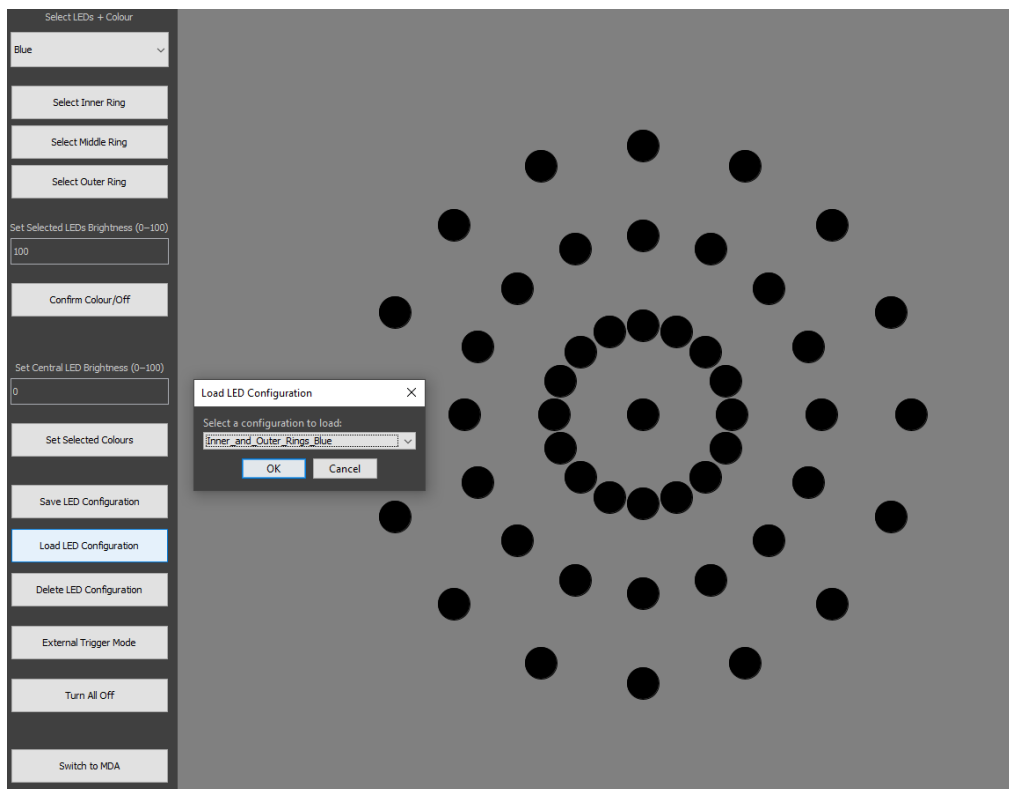 Select LEDs + Colour
Blue
Select Inner Ring
Select Middle Ring
Select Outer Ring
Set Selected LEDs Brightness (0–100)
100
Confirm Colour/Off
Set Central LED Brightness (0–100)
0
Set Selected Colours
Save LED Configuration
Load LED Configuration
Delete LED Configuration
External Trigger Mode
Turn All Off
Switch to MDA
Load LED Configuration
Select a configuration to load:
Inner_and_Outer_Rings_Blue
OK Cancel